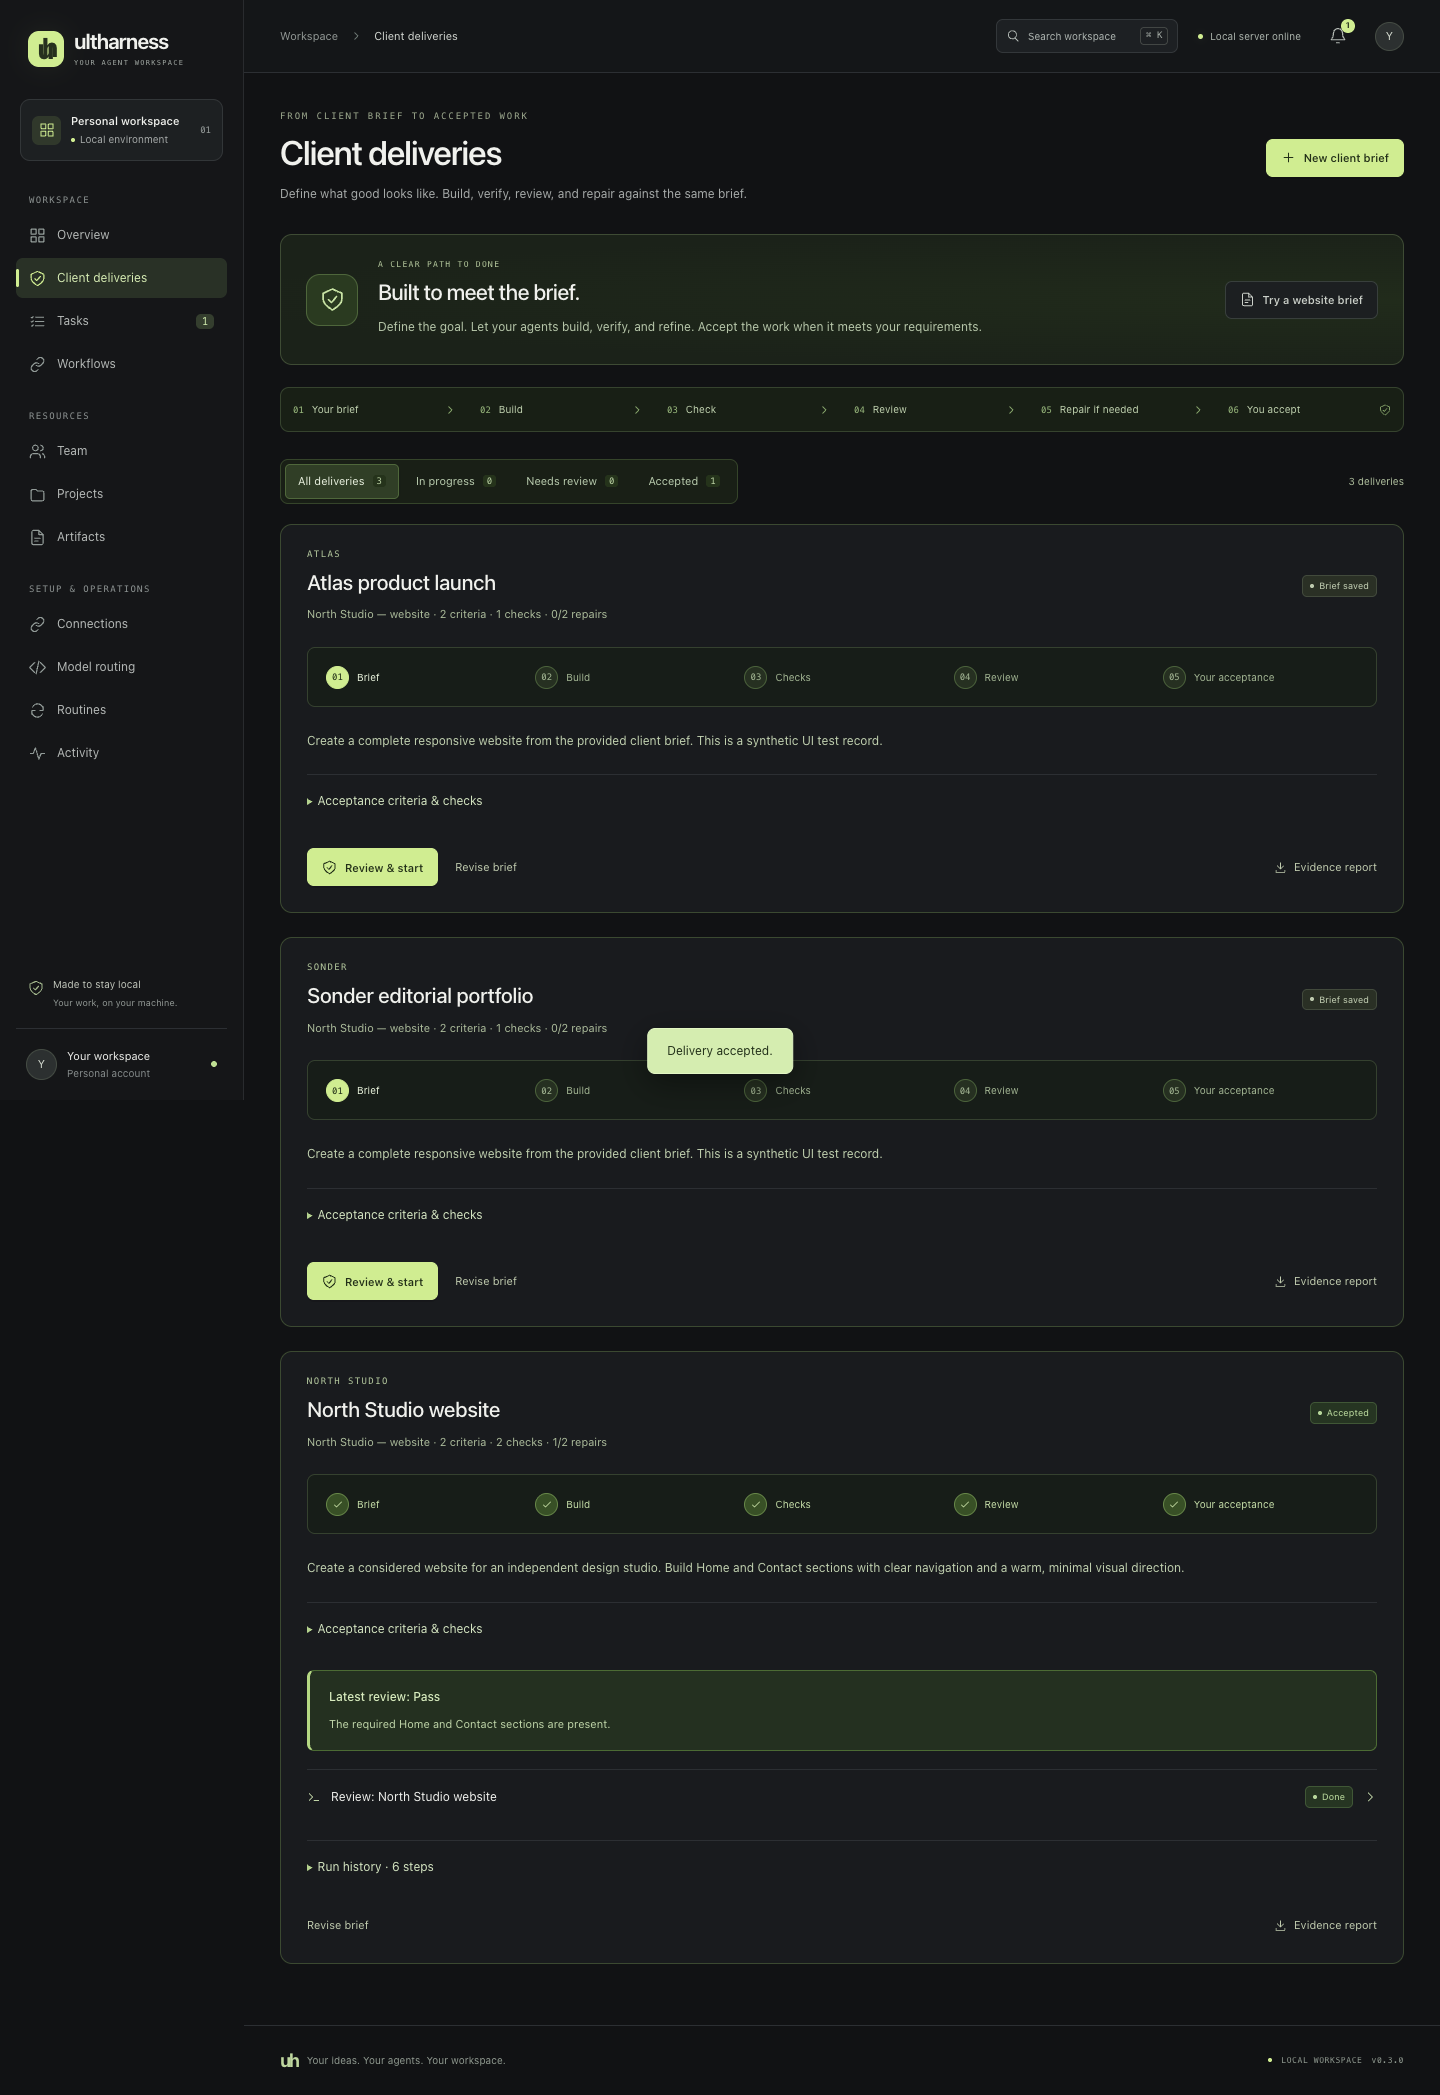 ultharness
YOUR AGENT WORKSPACE
Personal workspace
Local environment
01
WORKSPACE
Overview
Client deliveries
Tasks
1
Workflows
RESOURCES
Team
Projects
Artifacts
SETUP & OPERATIONS
Connections
Model routing
Routines
Activity
Made to stay local
Your work, on your machine.
Y
Your workspace
Personal account
Workspace
Client deliveries
Search workspace
⌘ K
Local server online
1
Y
FROM CLIENT BRIEF TO ACCEPTED WORK
Client deliveries
Define what good looks like. Build, verify, review, and repair against the same brief.
New client brief
A CLEAR PATH TO DONE
Built to meet the brief.
Define the goal. Let your agents build, verify, and refine. Accept the work when it meets your requirements.
Try a website brief
01 Your brief
02 Build
03 Check
04 Review
05 Repair if needed
06 You accept
All deliveries 3
In progress 0
Needs review 0
Accepted 1
3 deliveries
ATLAS
Atlas product launch
Brief saved
North Studio — website · 2 criteria · 1 checks · 0/2 repairs
01 Brief
02 Build
03 Checks
04 Review
05 Your acceptance
Create a complete responsive website from the provided client brief. This is a synthetic UI test record.
Acceptance criteria & checks
Review & start
Revise brief
Evidence report
SONDER
Sonder editorial portfolio
Brief saved
North Studio — website · 2 criteria · 1 checks · 0/2 repairs
Delivery accepted.
01 Brief
02 Build
03 Checks
04 Review
05 Your acceptance
Create a complete responsive website from the provided client brief. This is a synthetic UI test record.
Acceptance criteria & checks
Review & start
Revise brief
Evidence report
NORTH STUDIO
North Studio website
Accepted
North Studio — website · 2 criteria · 2 checks · 1/2 repairs
Brief
Build
Checks
Review
Your acceptance
Create a considered website for an independent design studio. Build Home and Contact sections with clear navigation and a warm, minimal visual direction.
Acceptance criteria & checks
Latest review: Pass
The required Home and Contact sections are present.
Review: North Studio website
Done
Run history · 6 steps
Revise brief
Evidence report
uh
Your ideas. Your agents. Your workspace.
LOCAL WORKSPACE v0.3.0